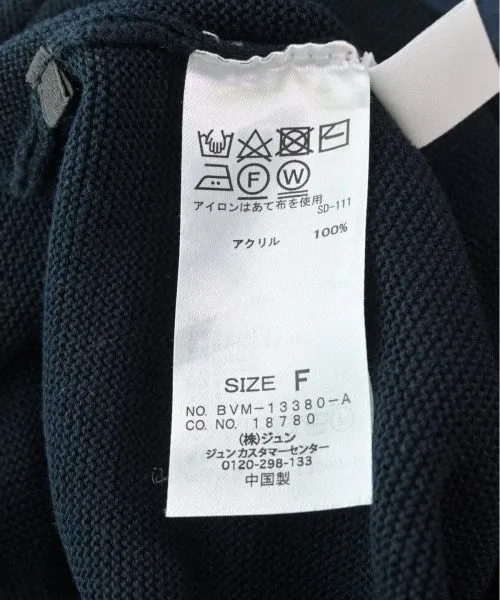 F W
アイロンはあて布を使用
SD-111
アクリル 100%
SIZE F
NO. BVM-13380-A
CO. NO. 18780
(株)ジュン
ジュンカスタマーセンター
0120-298-133
中国製